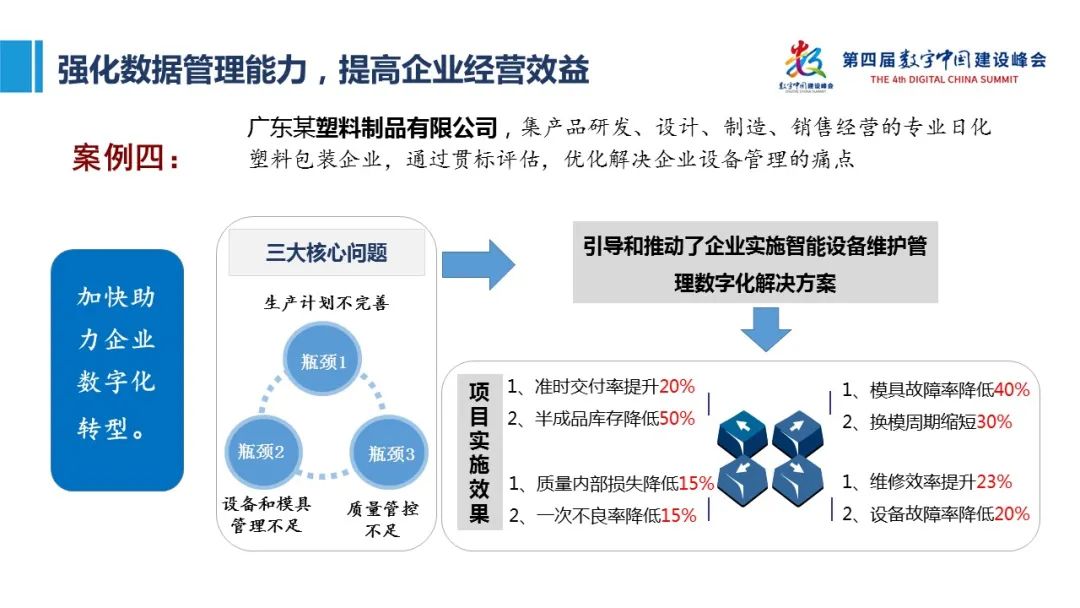 强化数据管理能力，提高企业经营效益
数字中国建设峰会
第四届数字中国建设峰会
THE 4th DIGITAL CHINA SUMMIT
案例四：
广东某塑料制品有限公司，集产品研发、设计、制造、销售经营的专业日化
塑料包装企业，通过贯标评估，优化解决企业设备管理的痛点
加快助
力企业
数字化
转型。
三大核心问题
生产计划不完善
瓶颈1
瓶颈2
瓶颈3
设备和模具
管理不足
质量管控
不足
引导和推动了企业实施智能设备维护管
理数字化解决方案
项目实施效果
1、准时交付率提升20%
2、半成品库存降低50%
1、模具故障率降低40%
2、换模周期缩短30%
1、质量内部损失降低15%
2、一次不良率降低15%
1、维修效率提升23%
2、设备故障率降低20%